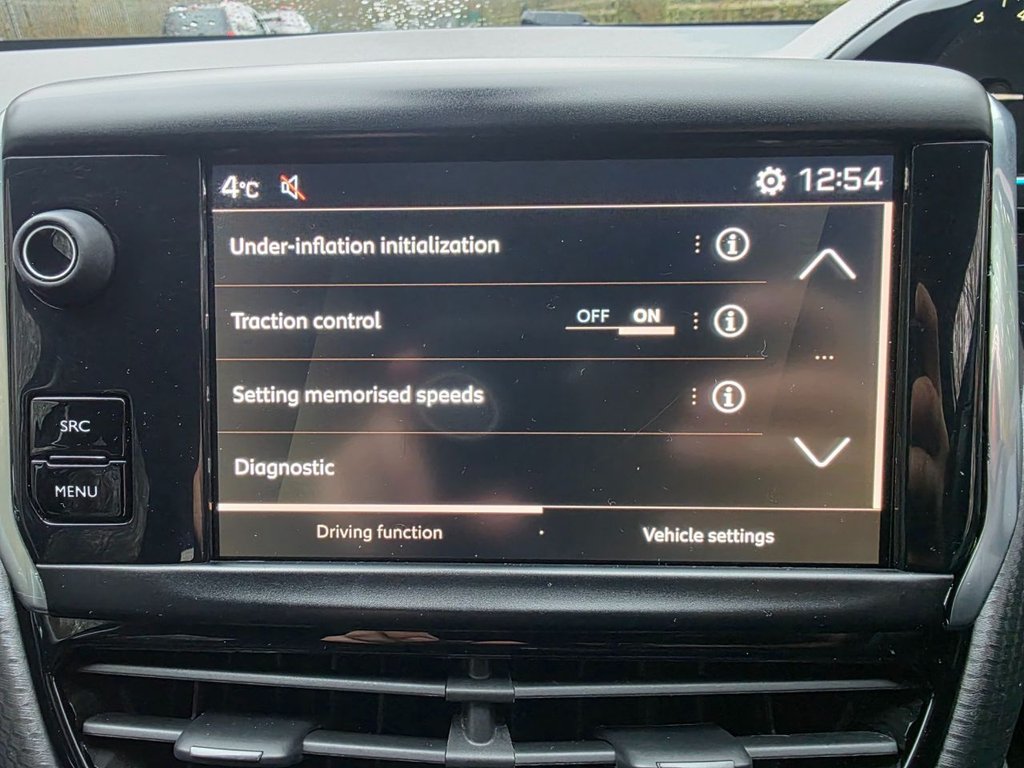 3
4°C
12:54
Under-inflation initialization
Traction control OFF ON
Setting memorised speeds
Diagnostic
Driving function
Vehicle settings
SRC
MENU